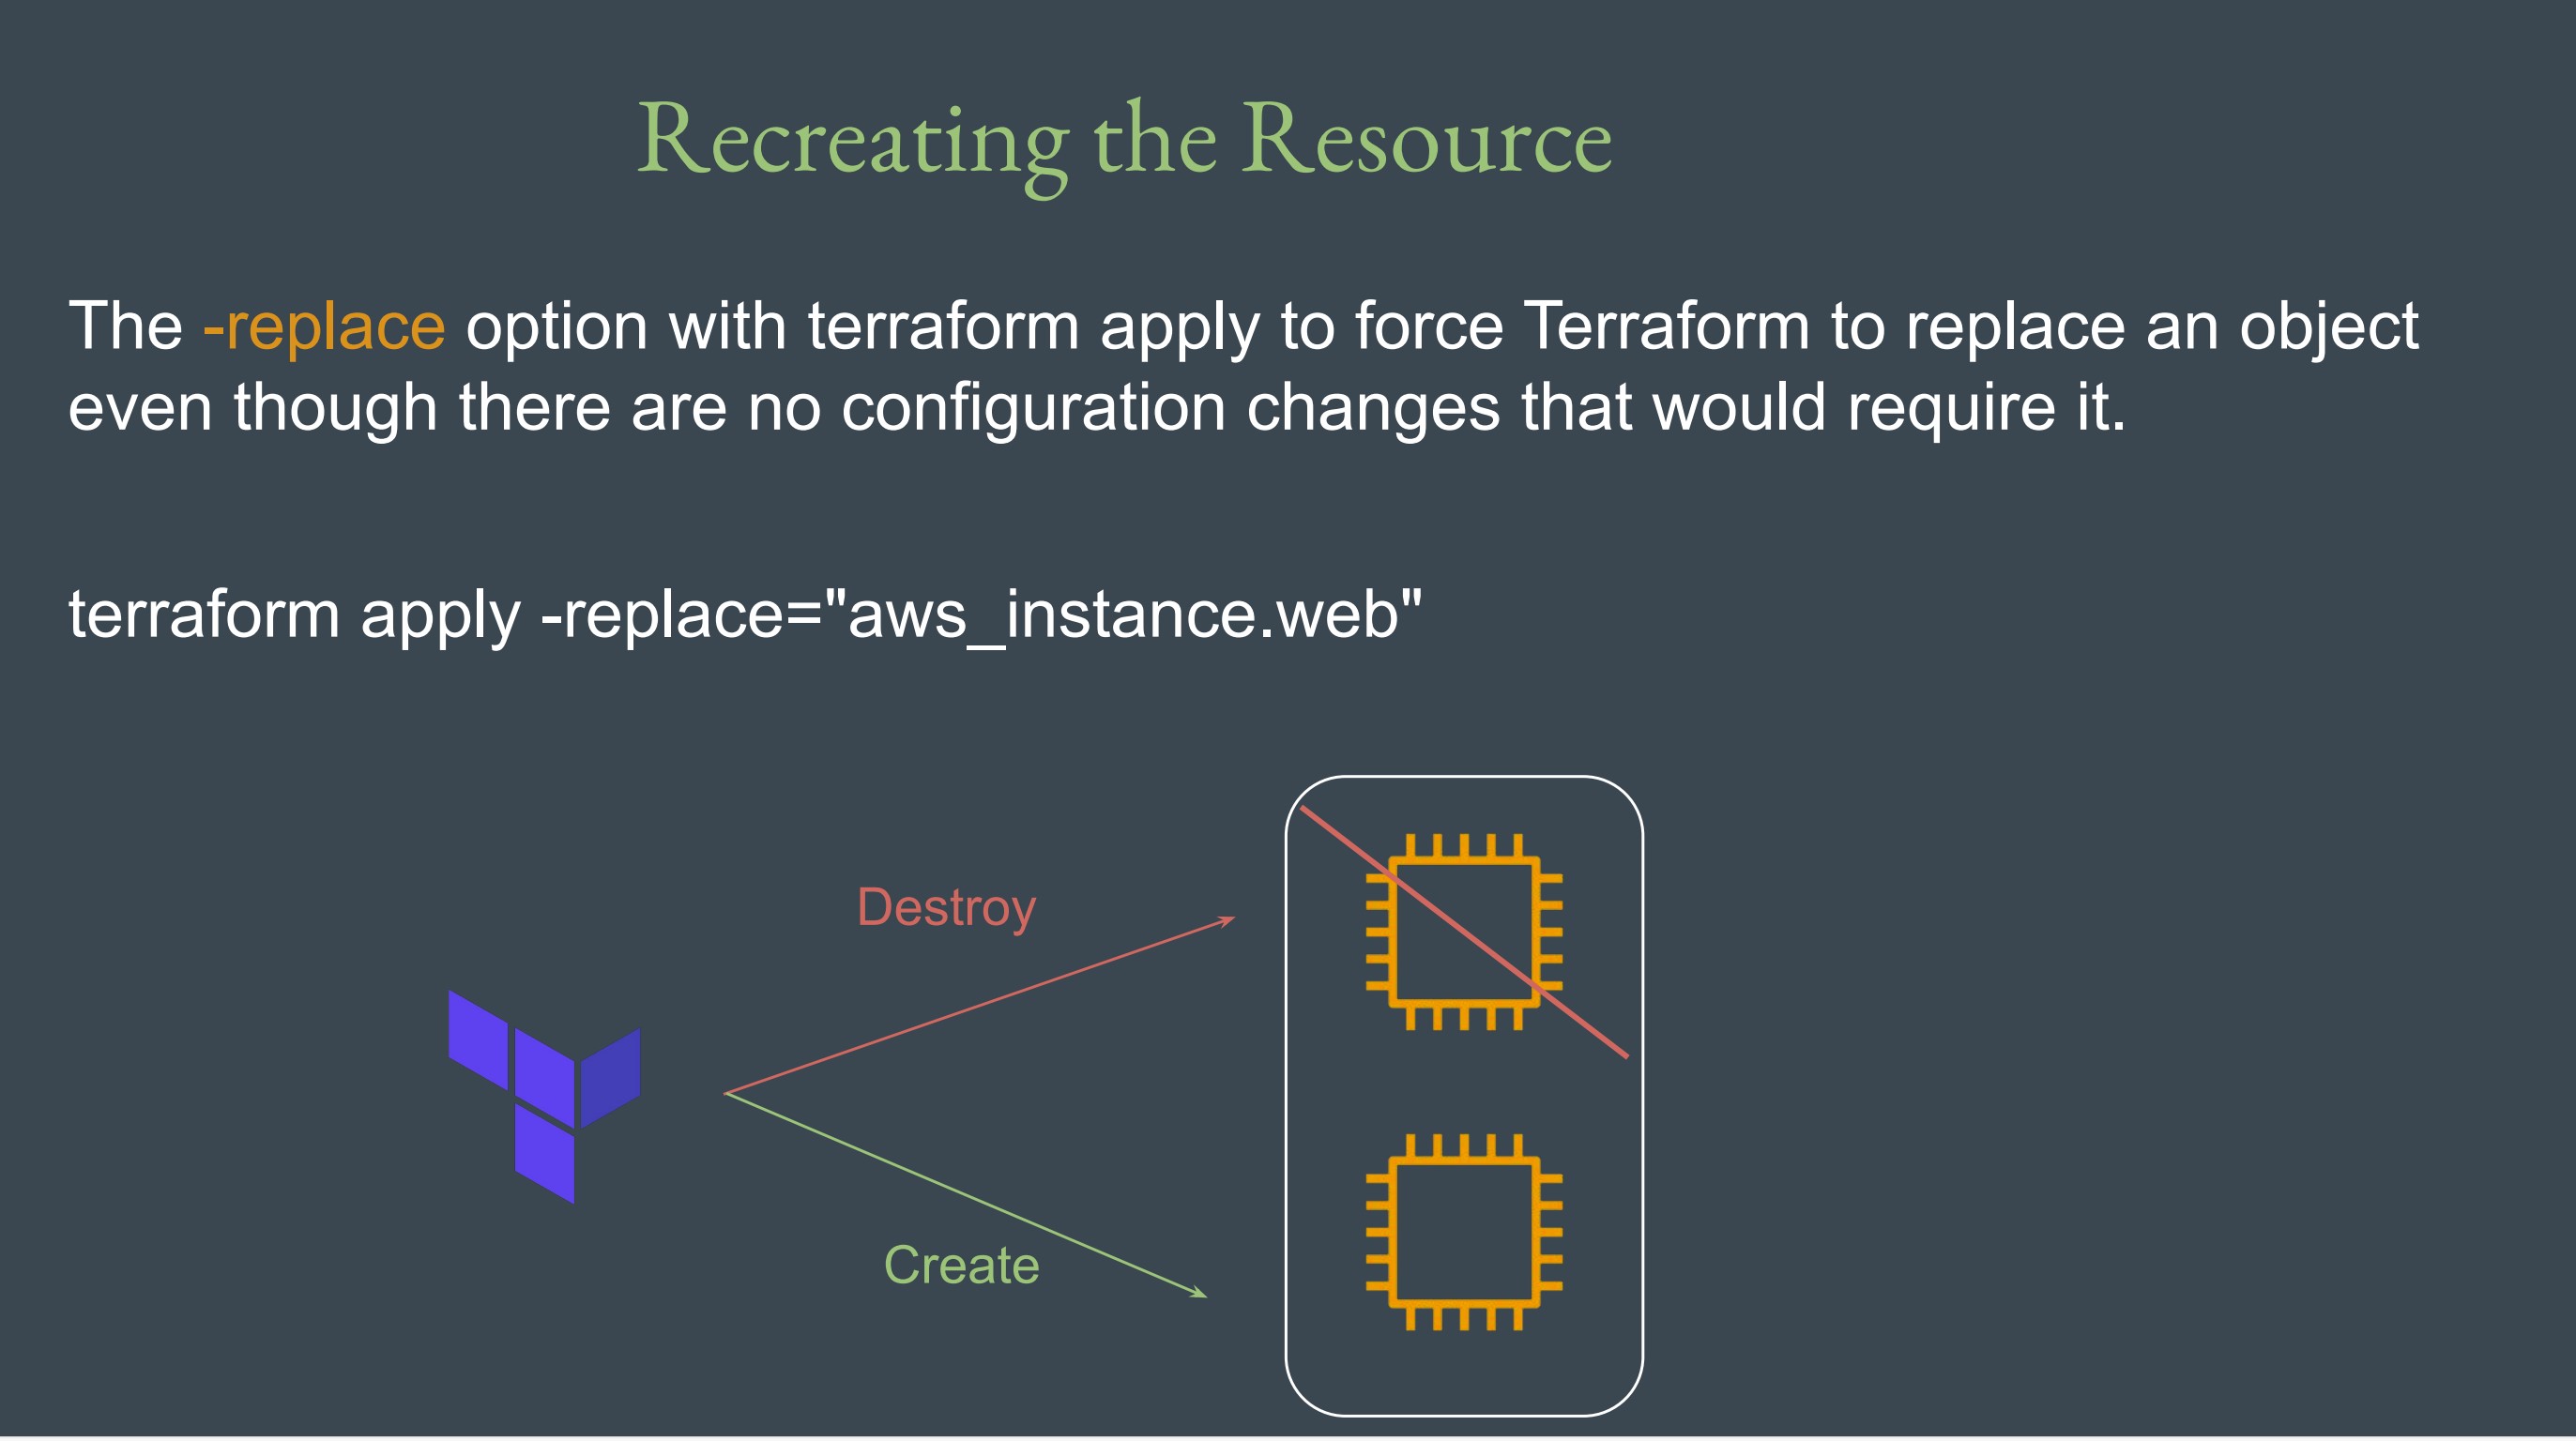 Recreating the Resource
The -replace option with terraform apply to force Terraform to replace an object
even though there are no configuration changes that would require it.
terraform apply -replace="aws_instance.web"
Destroy
Create